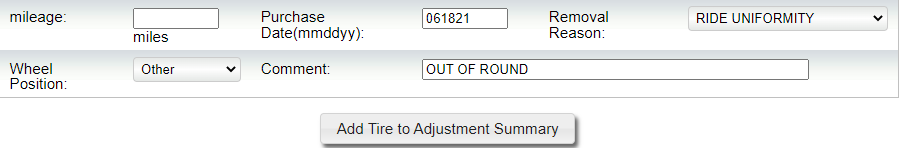 mileage: miles Purchase Date(mmddyy): 061821 Removal Reason: RIDE UNIFORMITY
Wheel Position: Other Comment: OUT OF ROUND
Add Tire to Adjustment Summary